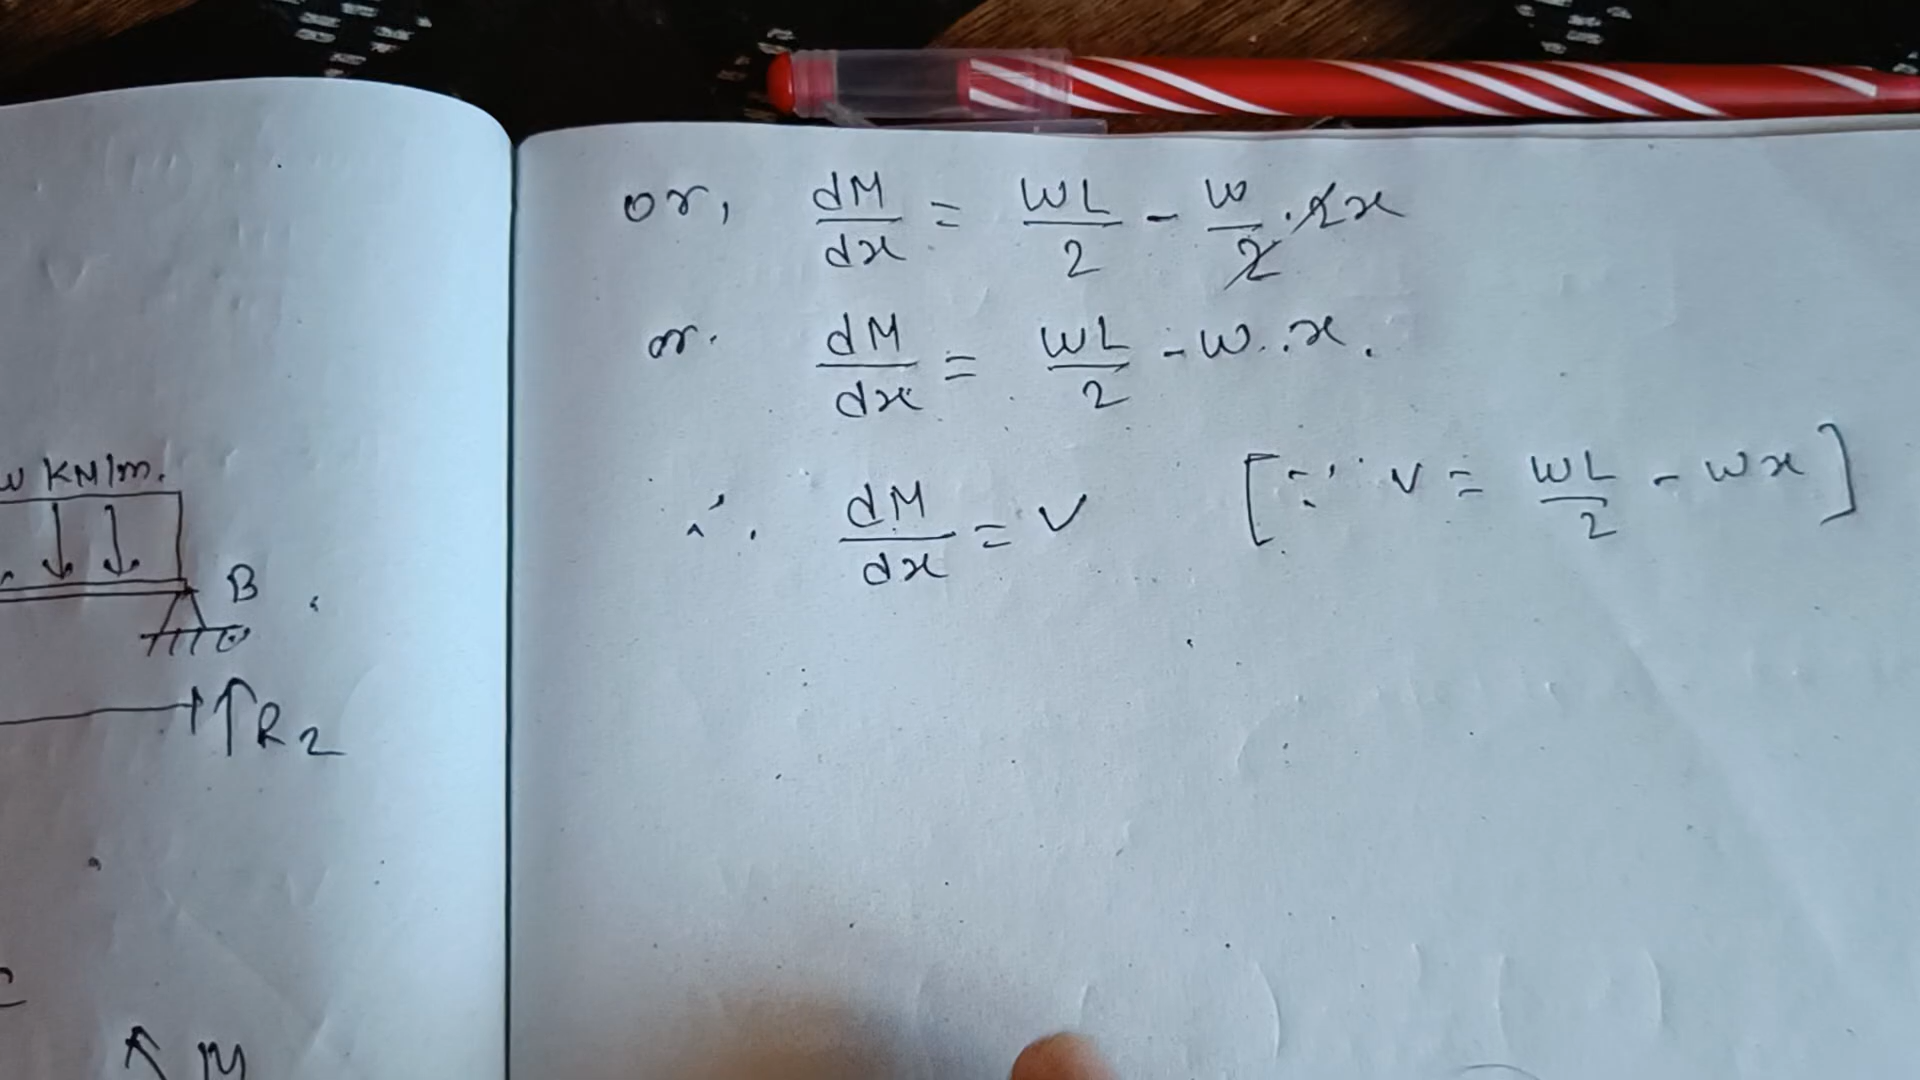 w KN/m.
B
R2
M
or, dM/dx = WL/2 - W/2 . 2x
or. dM/dx = WL/2 - W . x.
∴ dM/dx = V [∵ V = WL/2 - Wx]